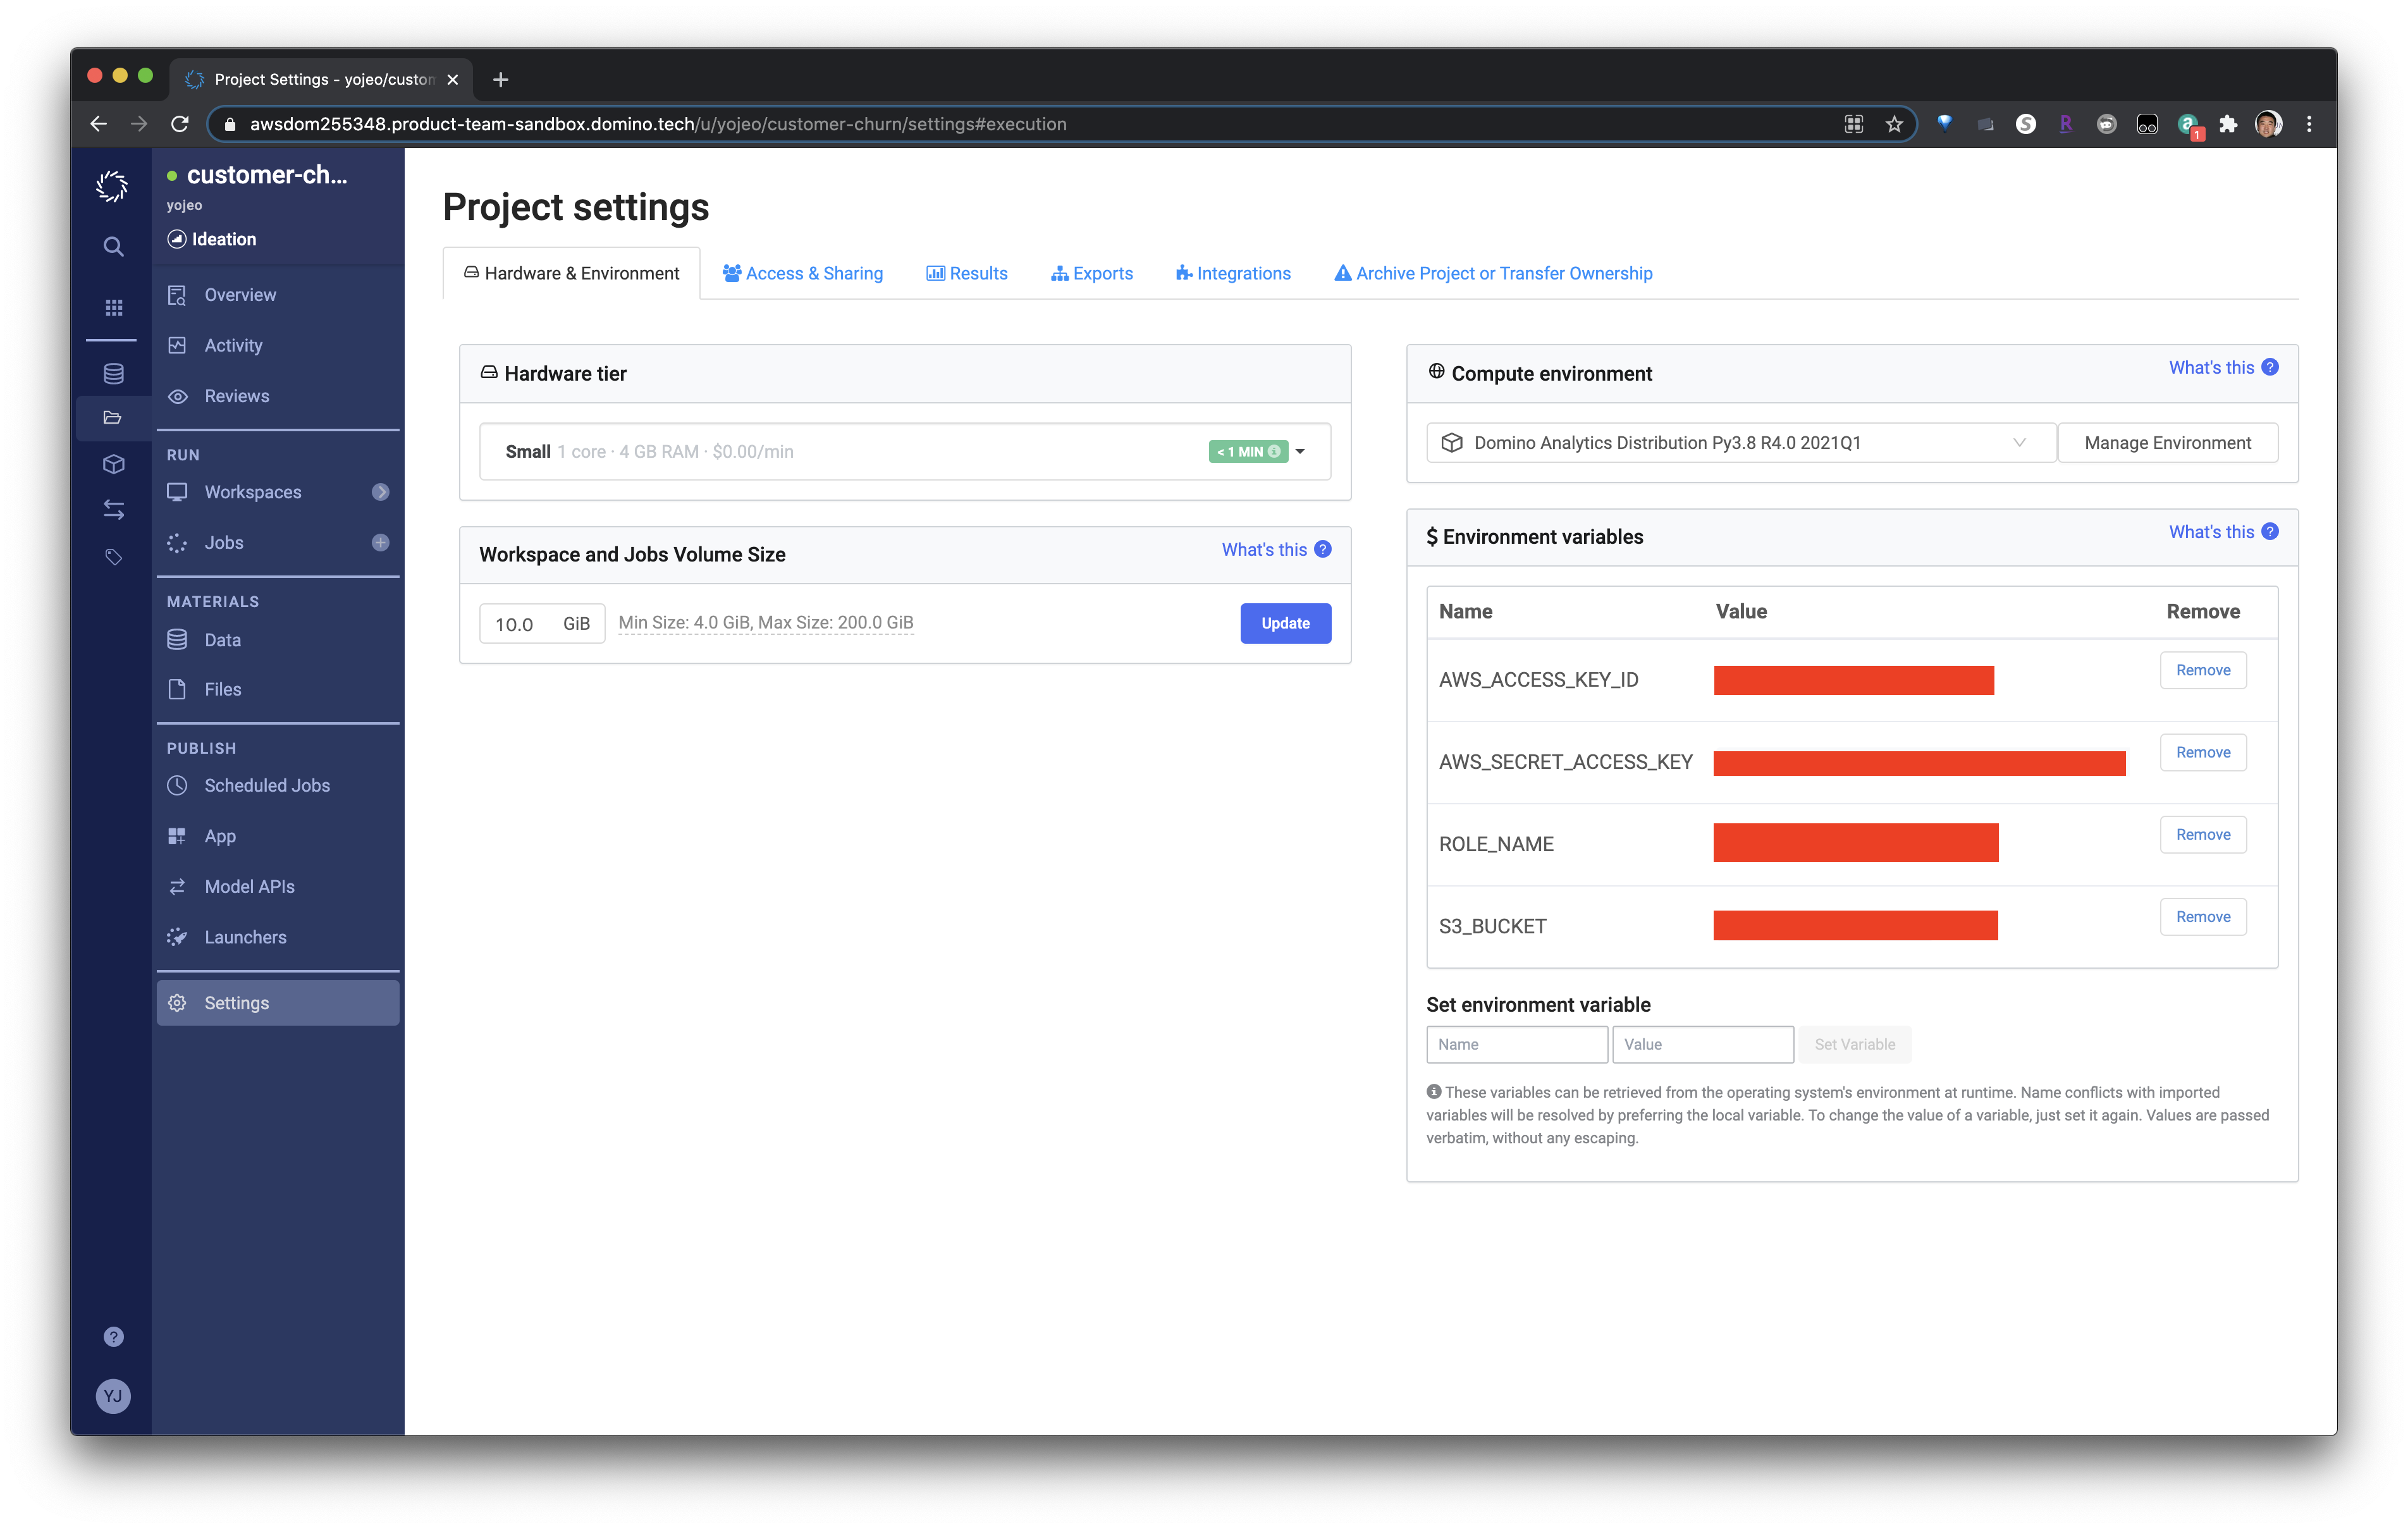 Project Settings - yojeo/custom
awsdom255348.product-team-sandbox.domino.tech/u/yojeo/customer-churn/settings#execution
S
R
a
1
customer-ch...
yojeo
Ideation
Overview
Activity
Reviews
RUN
Workspaces
Jobs
MATERIALS
Data
Files
PUBLISH
Scheduled Jobs
App
Model APIs
Launchers
Settings
?
YJ
Project settings
Hardware & Environment
Access & Sharing
Results
Exports
Integrations
Archive Project or Transfer Ownership
Hardware tier
Small 1 core · 4 GB RAM · $0.00/min
< 1 MIN
Workspace and Jobs Volume Size
What's this ?
10.0 GiB
Min Size: 4.0 GiB, Max Size: 200.0 GiB
Update
Compute environment
What's this ?
Domino Analytics Distribution Py3.8 R4.0 2021Q1
Manage Environment
$ Environment variables
What's this ?
Name Value Remove
AWS_ACCESS_KEY_ID Remove
AWS_SECRET_ACCESS_KEY Remove
ROLE_NAME Remove
S3_BUCKET Remove
Set environment variable
Name Value Set Variable
These variables can be retrieved from the operating system's environment at runtime. Name conflicts with imported
variables will be resolved by preferring the local variable. To change the value of a variable, just set it again. Values are passed
verbatim, without any escaping.